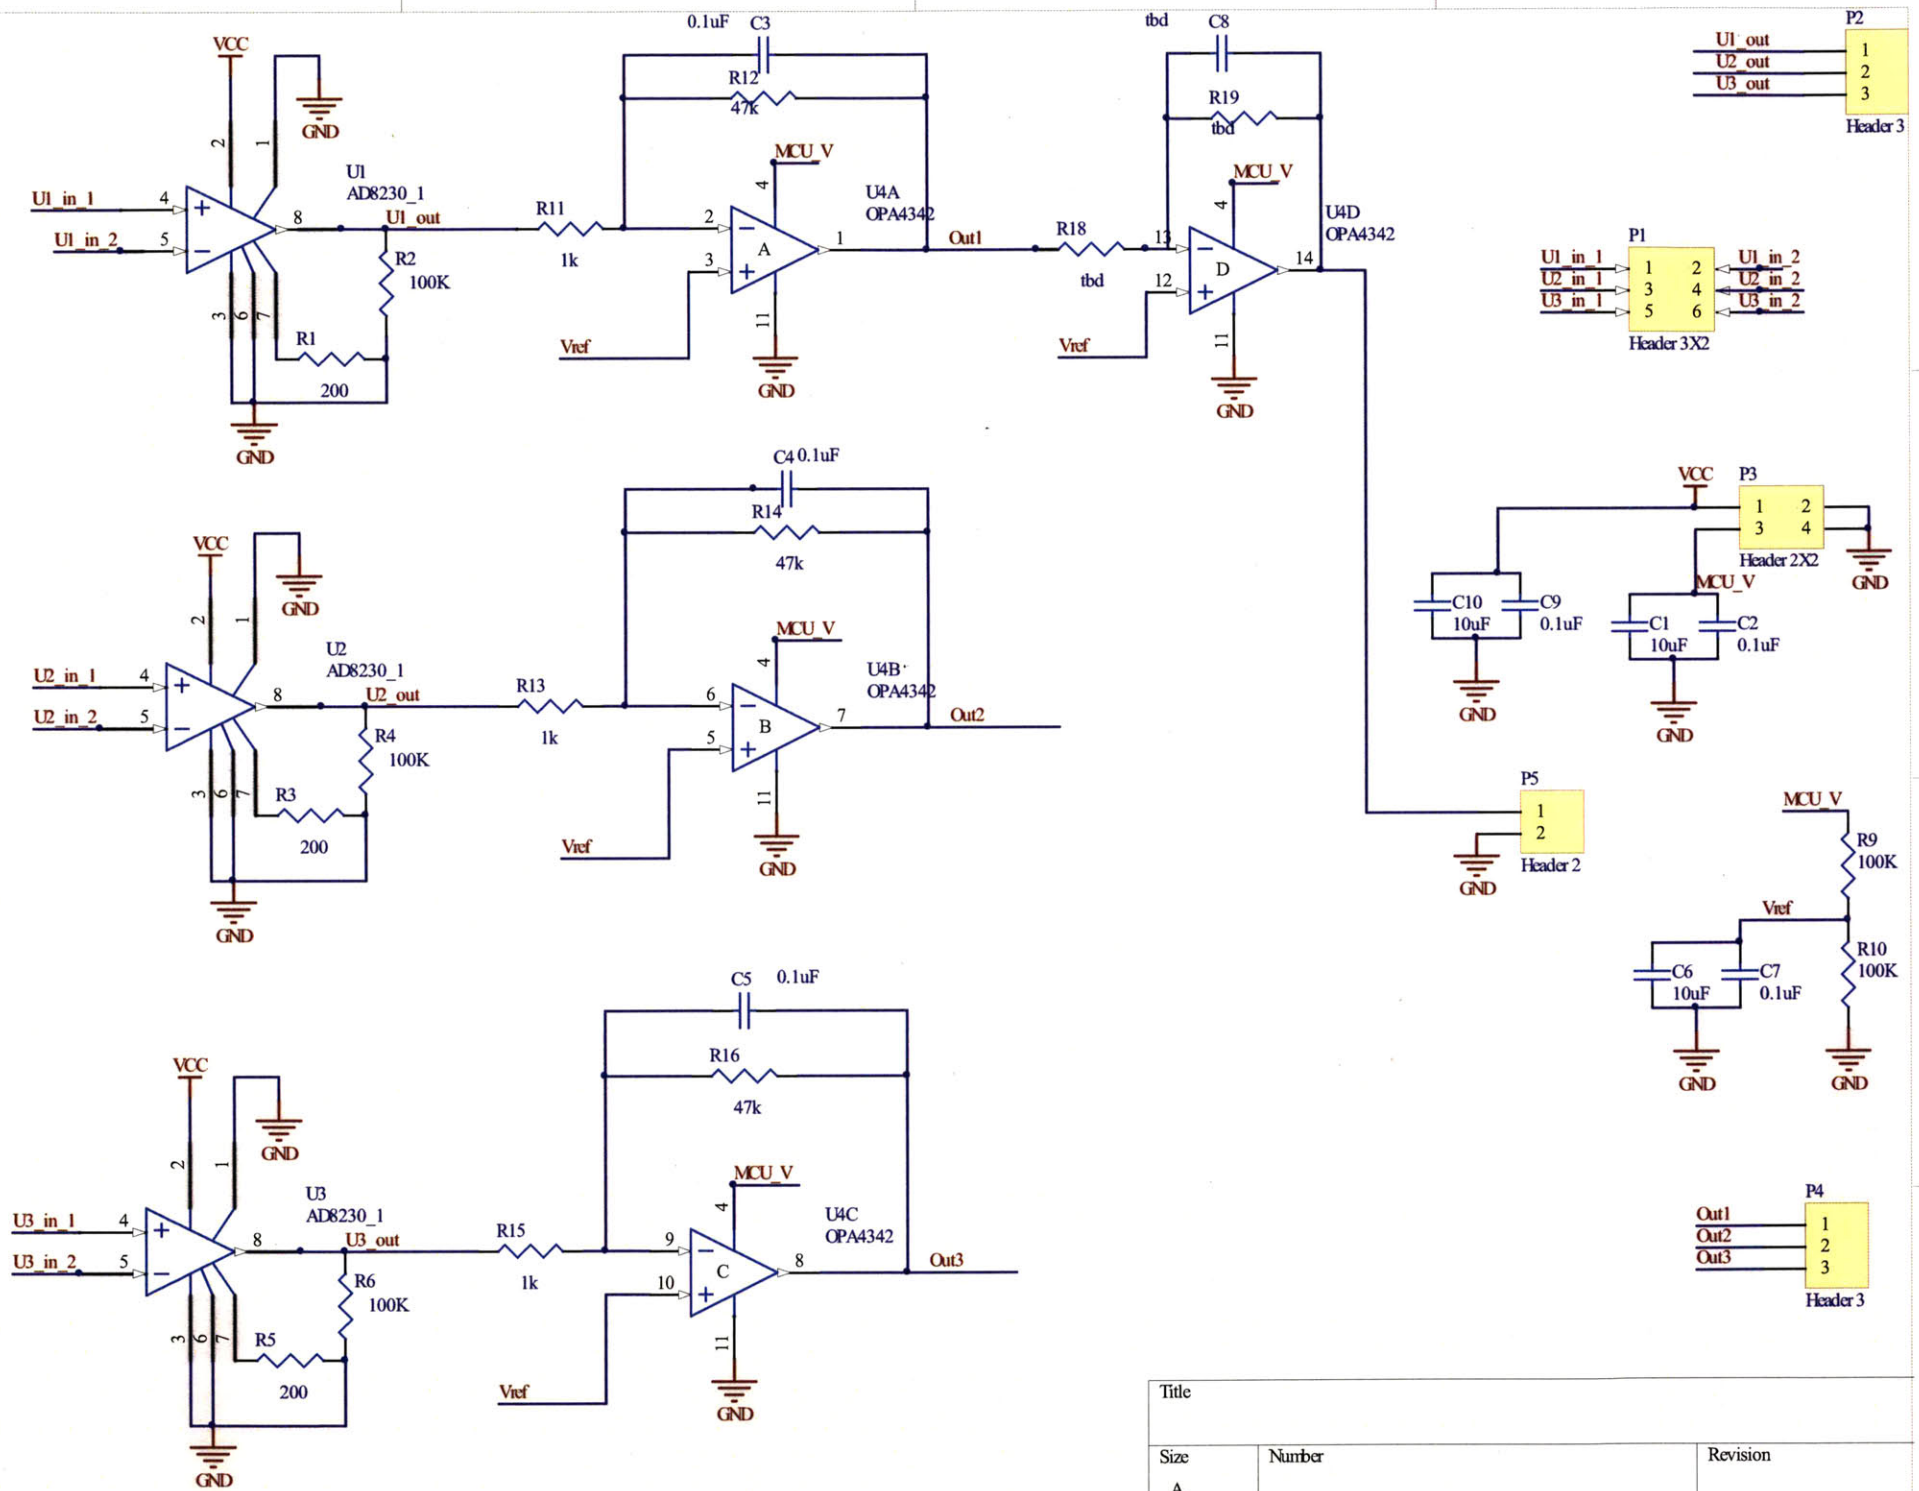 0.1uF C3
tbd C8
P2
VCC
U1_out
U2_out
U3_out
1
2
3
Header 3
R12
47k
R19
tbd
GND
2
1
MCU_V
4
MCU_V
4
U1
AD8230_1
U4A
OPA4342
U4D
OPA4342
U1_in_1
4
U1_in_2
5
8
U1_out
R11
1k
2
3
A
1
Out1
R18
tbd
13
12
D
14
P1
U1_in_1
U2_in_1
U3_in_1
1 2
3 4
5 6
U1_in_2
U2_in_2
U3_in_2
Header 3X2
R2
100K
3
6
7
R1
200
11
Vref
GND
11
Vref
GND
GND
C4 0.1uF
R14
47k
VCC
P3
1 2
3 4
Header 2X2
GND
MCU_V
C10
10uF
C9
0.1uF
C1
10uF
C2
0.1uF
GND
GND
VCC
GND
2
1
MCU_V
4
U2
AD8230_1
U4B
OPA4342
U2_in_1
4
U2_in_2
5
8
U2_out
R13
1k
6
5
B
7
Out2
R4
100K
3
6
7
R3
200
11
Vref
GND
GND
P5
1
2
Header 2
GND
MCU_V
R9
100K
Vref
R10
100K
C6
10uF
C7
0.1uF
GND
GND
C5 0.1uF
R16
47k
VCC
GND
2
1
MCU_V
4
U3
AD8230_1
U4C
OPA4342
U3_in_1
4
U3_in_2
5
8
U3_out
R15
1k
9
10
C
8
Out3
R6
100K
3
6
7
R5
200
11
Vref
GND
GND
P4
Out1
Out2
Out3
1
2
3
Header 3
Title
Size
Number
Revision